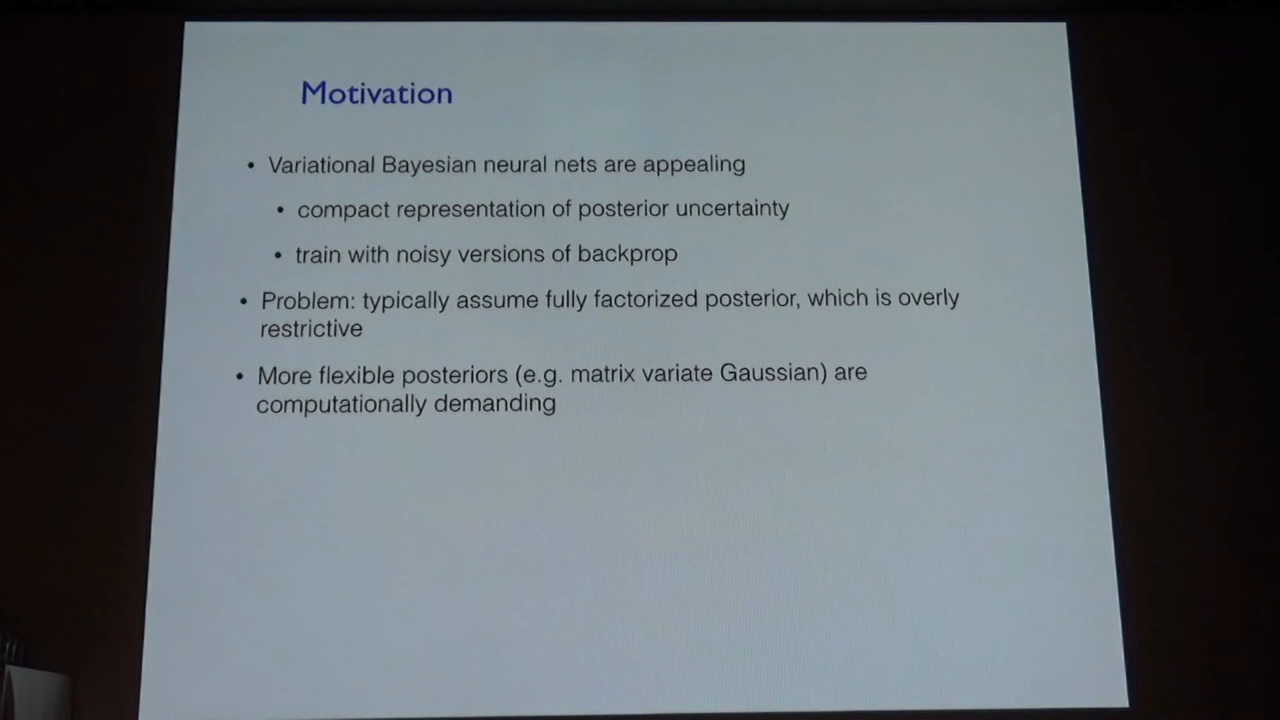 Motivation
• Variational Bayesian neural nets are appealing
• compact representation of posterior uncertainty
• train with noisy versions of backprop
• Problem: typically assume fully factorized posterior, which is overly
restrictive
• More flexible posteriors (e.g. matrix variate Gaussian) are
computationally demanding